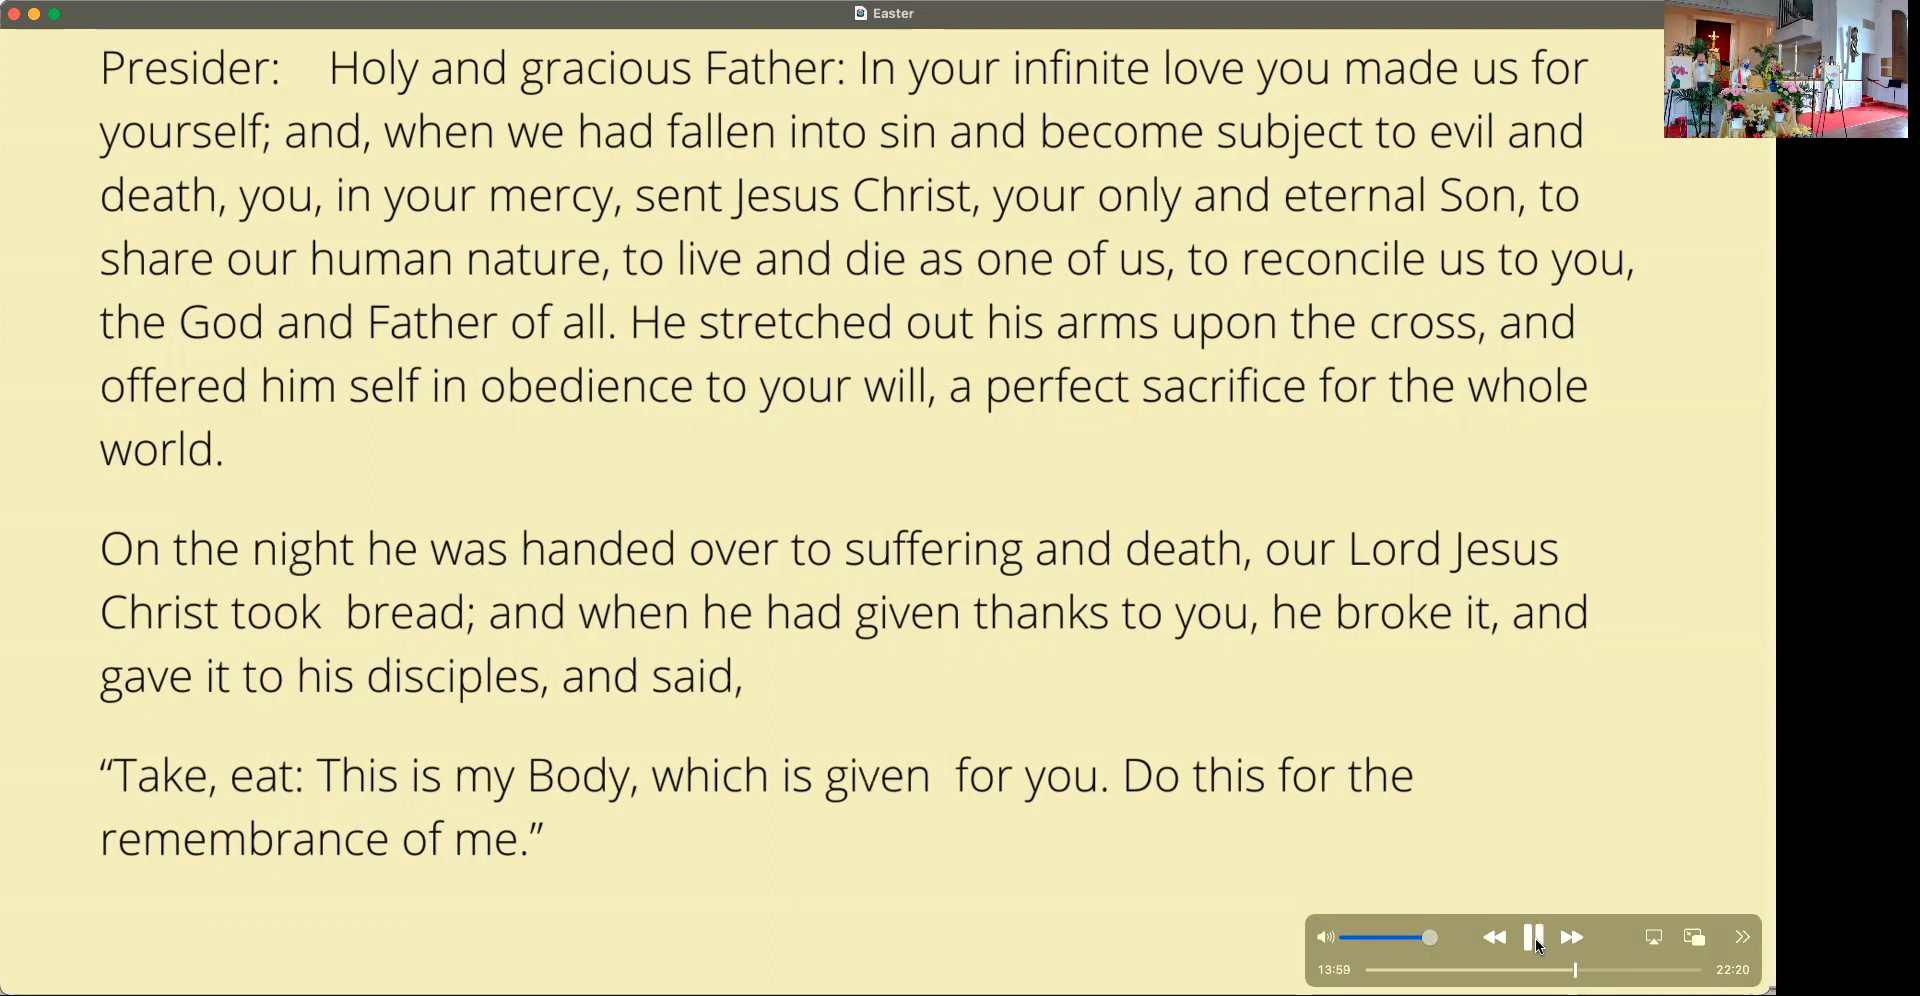 Easter
Presider: Holy and gracious Father: In your infinite love you made us for
yourself; and, when we had fallen into sin and become subject to evil and
death, you, in your mercy, sent Jesus Christ, your only and eternal Son, to
share our human nature, to live and die as one of us, to reconcile us to you,
the God and Father of all. He stretched out his arms upon the cross, and
offered him self in obedience to your will, a perfect sacrifice for the whole
world.
On the night he was handed over to suffering and death, our Lord Jesus
Christ took  bread; and when he had given thanks to you, he broke it, and
gave it to his disciples, and said,
“Take, eat: This is my Body, which is given  for you. Do this for the
remembrance of me.”
13:59 22:20